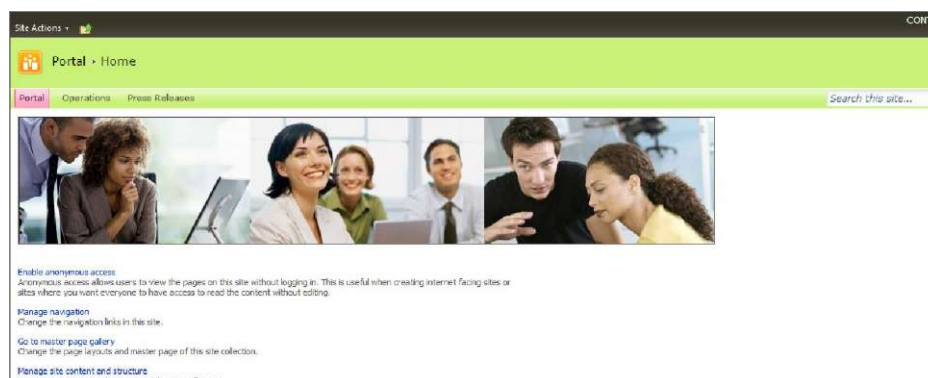 Site Actions
CONT
Portal › Home
Portal Operations Press Releases
Search this site...
Enable anonymous access
Anonymous access allows users to view the pages on this site without logging in. This is useful when creating internet facing sites or
sites where you want everyone to have access to read the content without editing.
Manage navigation
Change the navigation links in this site.
Go to master page gallery
Change the page layouts and master page of this site collection.
Manage site content and structure